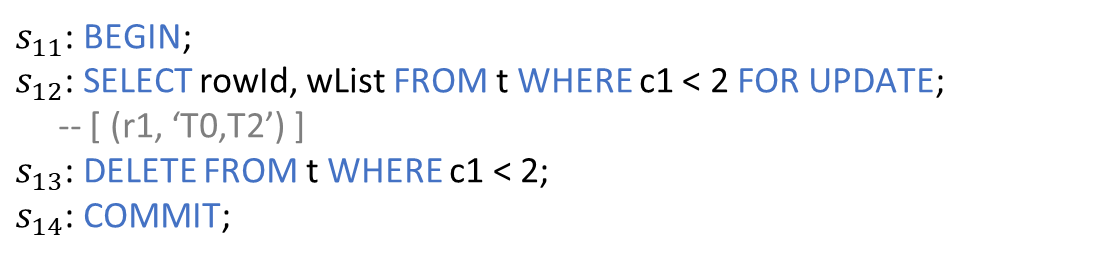 s11: BEGIN;
s12: SELECT rowId, wList FROM t WHERE c1 < 2 FOR UPDATE;
-- [ (r1, ‘T0,T2’) ]
s13: DELETE FROM t WHERE c1 < 2;
s14: COMMIT;